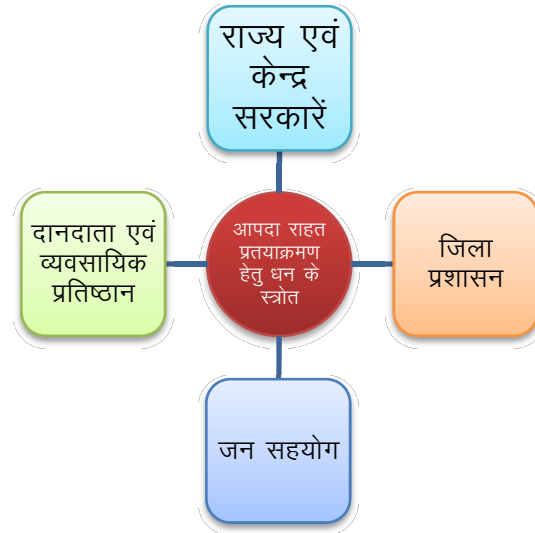 राज्य एवं
केन्द्र
सरकारें
दानदाता एवं
व्यवसायिक
प्रतिष्ठान
आपदा राहत
प्रतयाक्रमण
हेतु धन के
स्त्रोत
जिला
प्रशासन
जन सहयोग